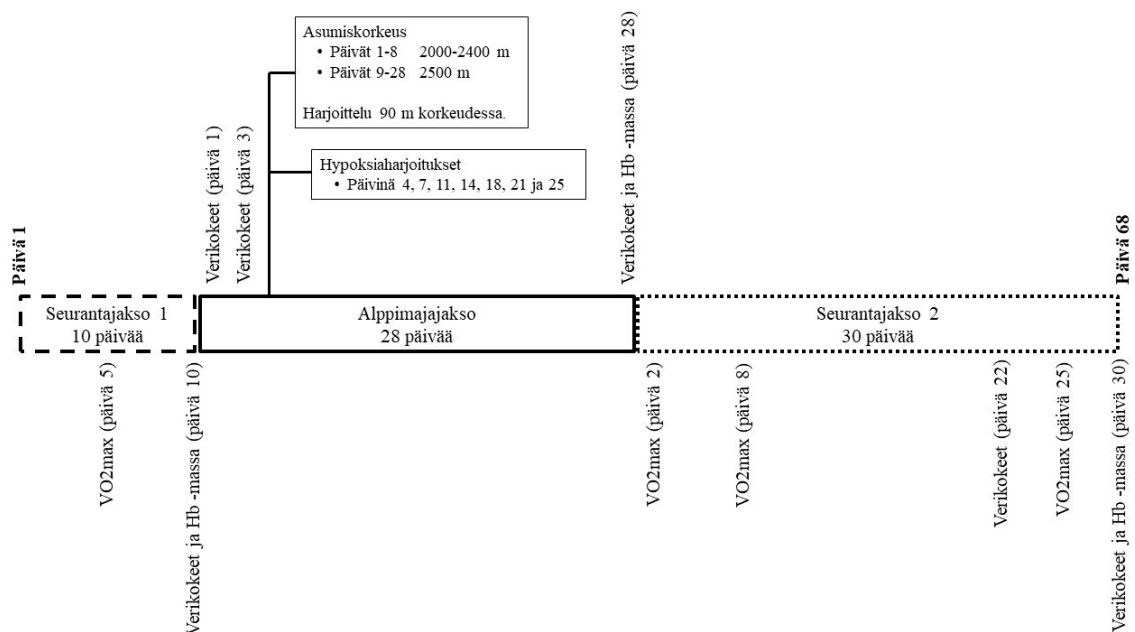 Asumiskorkeus
• Päivät 1-8 2000-2400 m
• Päivät 9-28 2500 m
Harjoittelu 90 m korkeudessa.
Hypoksiaharjoitukset
• Päivinä 4, 7, 11, 14, 18, 21 ja 25
Päivä 1
Verikokeet (päivä 1)
Verikokeet (päivä 3)
Verikokeet ja Hb -massa (päivä 28)
Päivä 68
Seurantajakso 1
10 päivää
Alppimajajakso
28 päivää
Seurantajakso 2
30 päivää
VO2max (päivä 5)
Verikokeet ja Hb -massa (päivä 10)
VO2max (päivä 2)
VO2max (päivä 8)
Verikokeet (päivä 22)
VO2max (päivä 25)
Verikokeet ja Hb -massa (päivä 30)